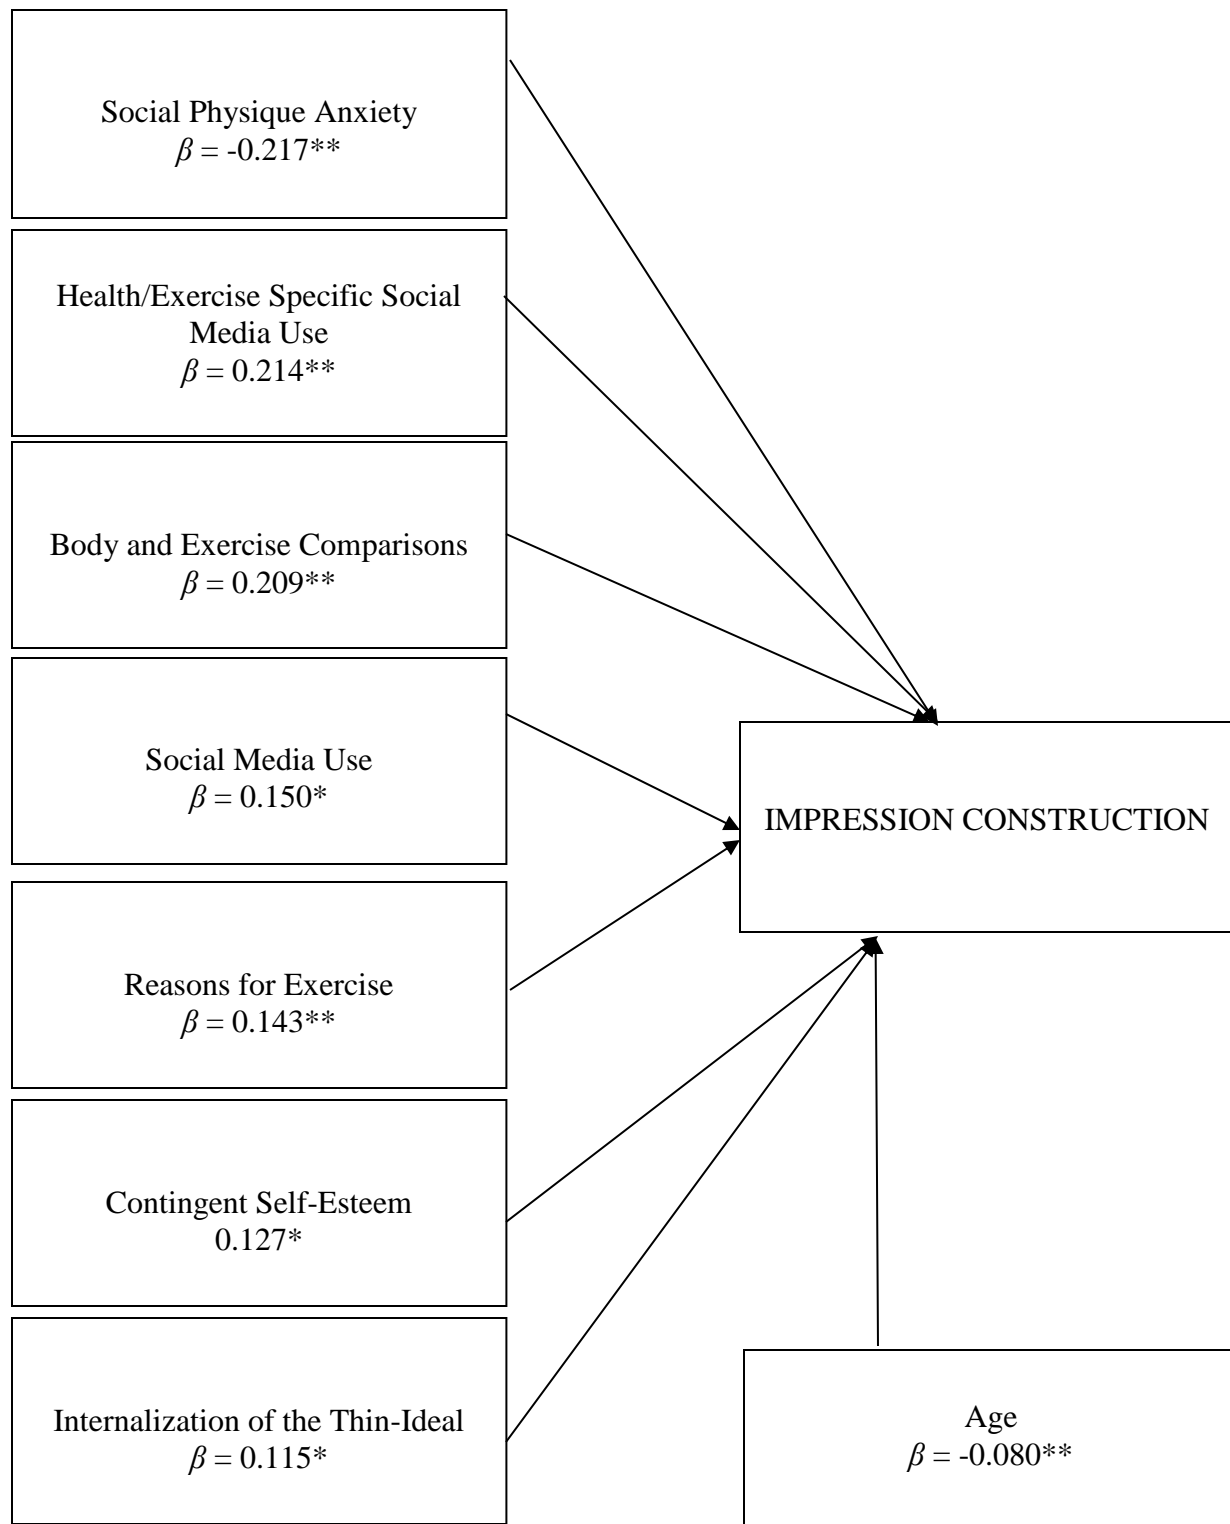 Social Physique Anxiety
β = -0.217**
Health/Exercise Specific Social
Media Use
β = 0.214**
Body and Exercise Comparisons
β = 0.209**
Social Media Use
β = 0.150*
IMPRESSION CONSTRUCTION
Reasons for Exercise
β = 0.143**
Contingent Self-Esteem
0.127*
Internalization of the Thin-Ideal
β = 0.115*
Age
β = -0.080**